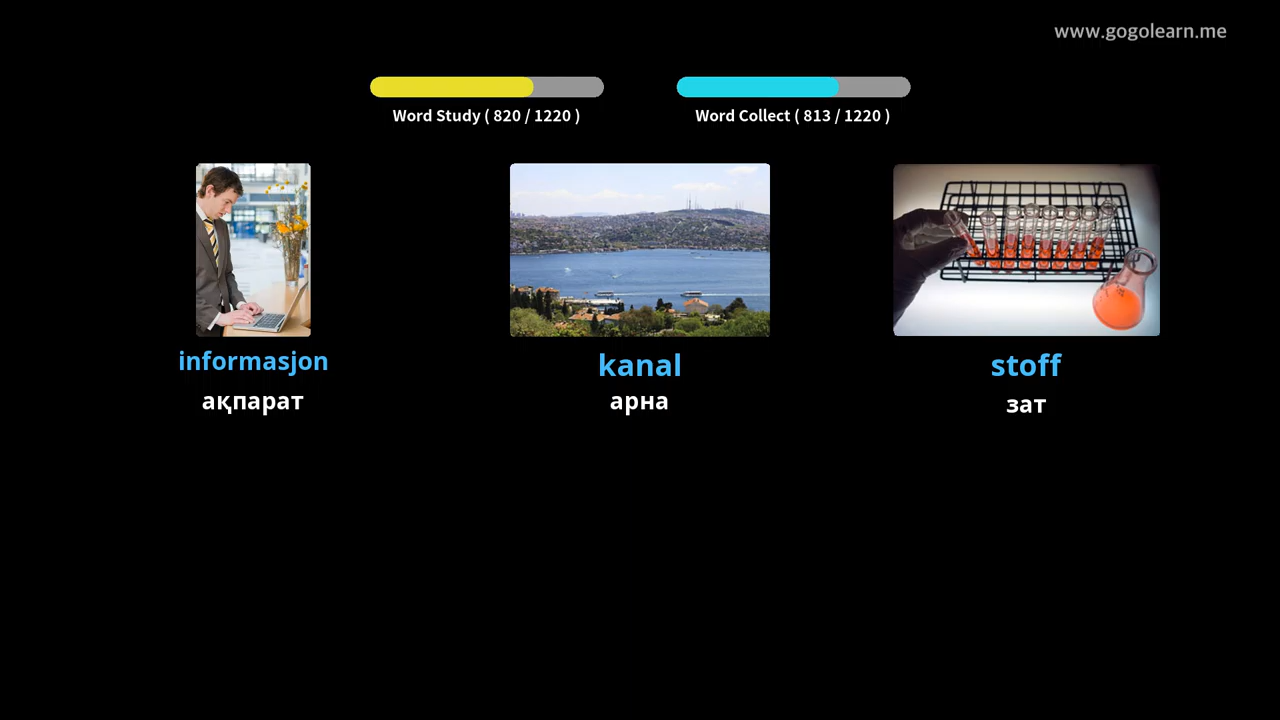 www.gogolearn.me
Word Study ( 820 / 1220 )
Word Collect ( 813 / 1220 )
informasjon
ақпарат
kanal
арна
stoff
зат